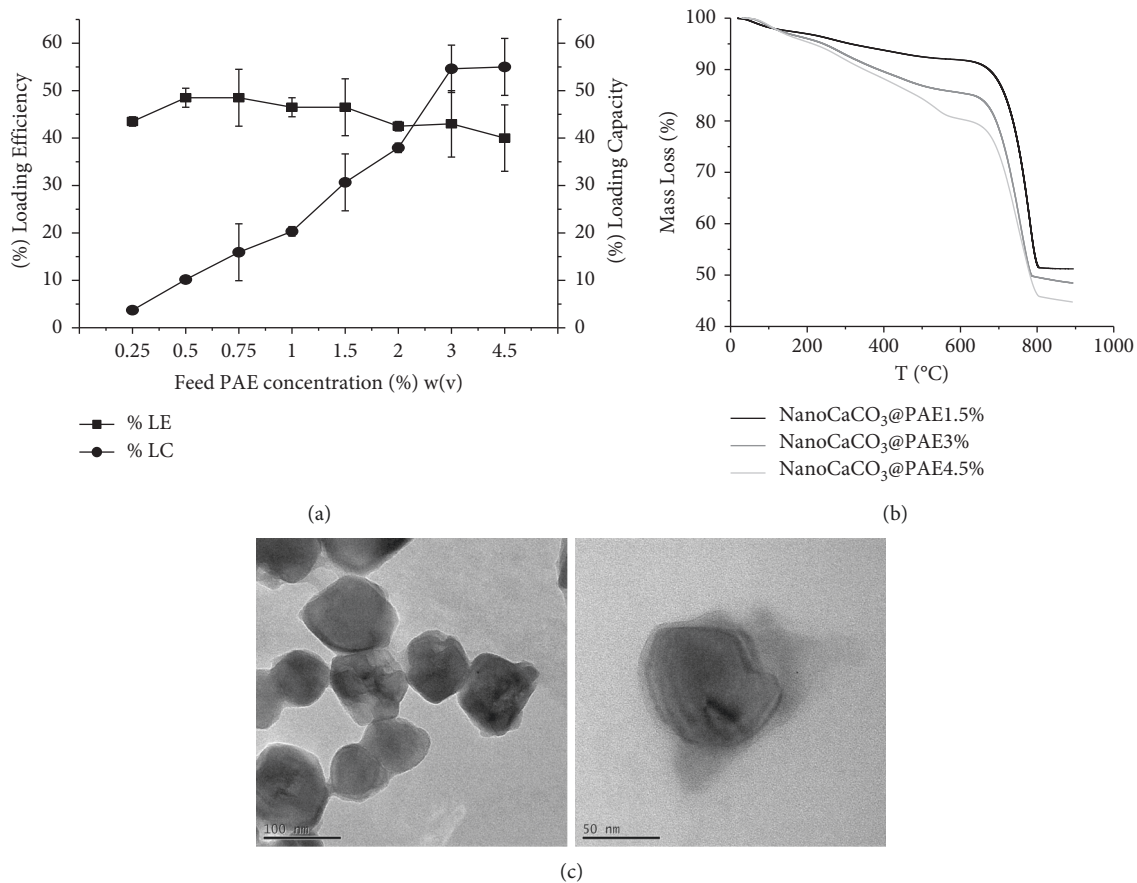 60
50
40
30
20
10
0
(%) Loading Efficiency
60
50
40
30
20
10
0
(%) Loading Capacity
0.25 0.5 0.75 1 1.5 2 3 4.5
Feed PAE concentration (%) w(v)
% LE
% LC
(a)
100
90
80
70
60
50
40
Mass Loss (%)
0 200 400 600 800 1000
T (°C)
NanoCaCO₃@PAE1.5%
NanoCaCO₃@PAE3%
NanoCaCO₃@PAE4.5%
(b)
100 nm
50 nm
(c)